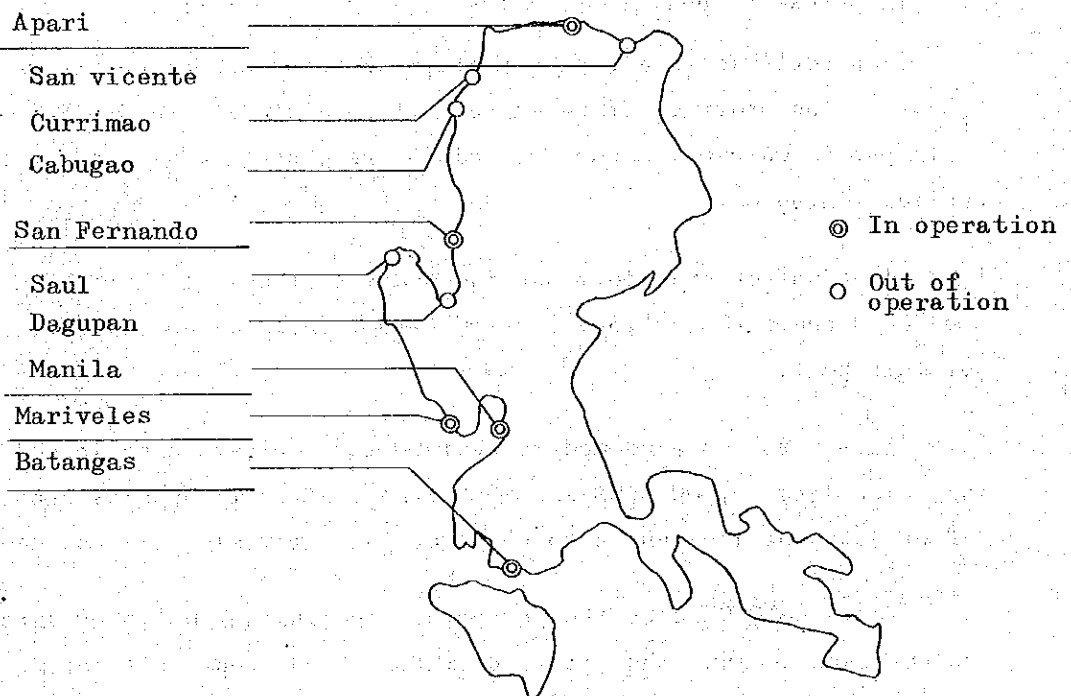 Apari
San vicente
Currimao
Cabugao
San Fernando
Saul
Dagupan
Manila
Mariveles
Batangas
In operation
Out of
operation